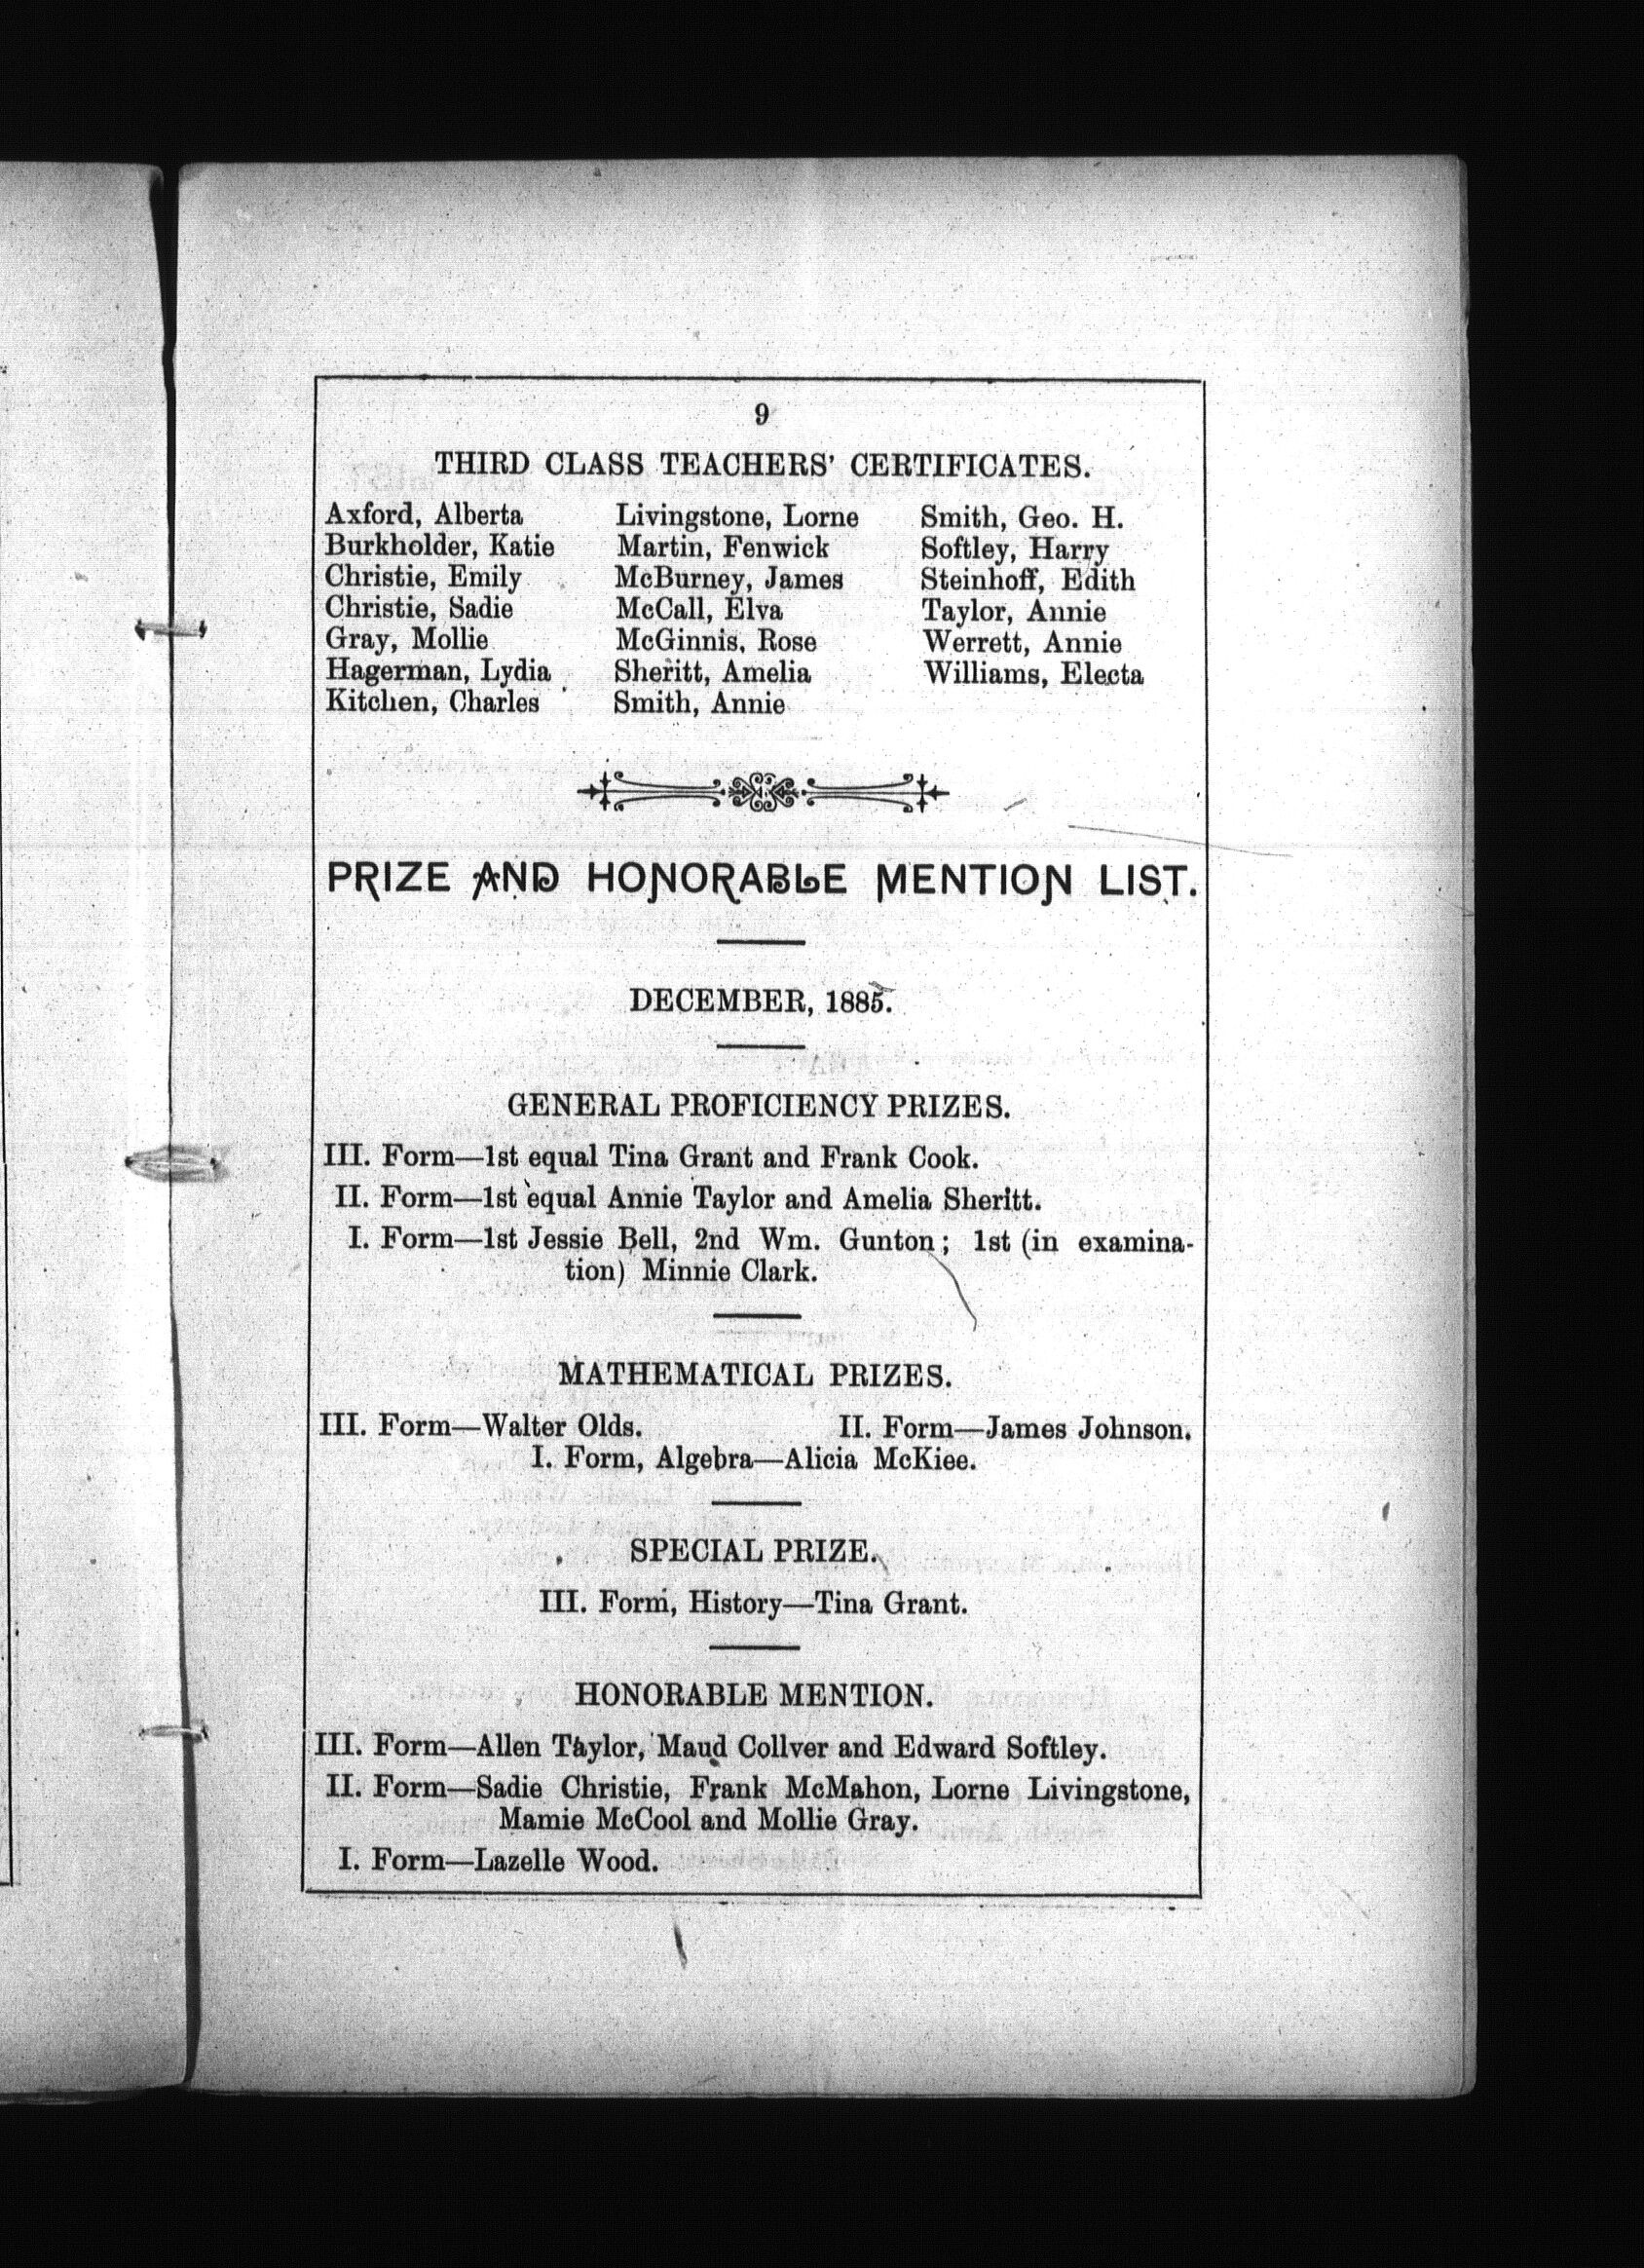 9
THIRD CLASS TEACHERS' CERTIFICATES.
Axford, Alberta
Burkholder, Katie
Christie, Emily
Christie, Sadie
Gray, Mollie
Hagerman, Lydia
Kitchen, Charles
Livingstone, Lorne
Martin, Fenwick
McBurney, James
McCall, Elva
McGinnis, Rose
Sheritt, Amelia
Smith, Annie
Smith, Geo. H.
Softley, Harry
Steinhoff, Edith
Taylor, Annie
Werrett, Annie
Williams, Electa
PRIZE AND HONORABLE MENTION LIST.
DECEMBER, 1885.
GENERAL PROFICIENCY PRIZES.
III. Form—1st equal Tina Grant and Frank Cook.
II. Form—1st equal Annie Taylor and Amelia Sheritt.
I. Form—1st Jessie Bell, 2nd Wm. Gunton; 1st (in examina-
tion) Minnie Clark.
MATHEMATICAL PRIZES.
III. Form—Walter Olds. II. Form—James Johnson.
I. Form, Algebra—Alicia McKiee.
SPECIAL PRIZE.
III. Form, History—Tina Grant.
HONORABLE MENTION.
III. Form—Allen Taylor, Maud Collver and Edward Softley.
II. Form—Sadie Christie, Frank McMahon, Lorne Livingstone,
Mamie McCool and Mollie Gray.
I. Form—Lazelle Wood.